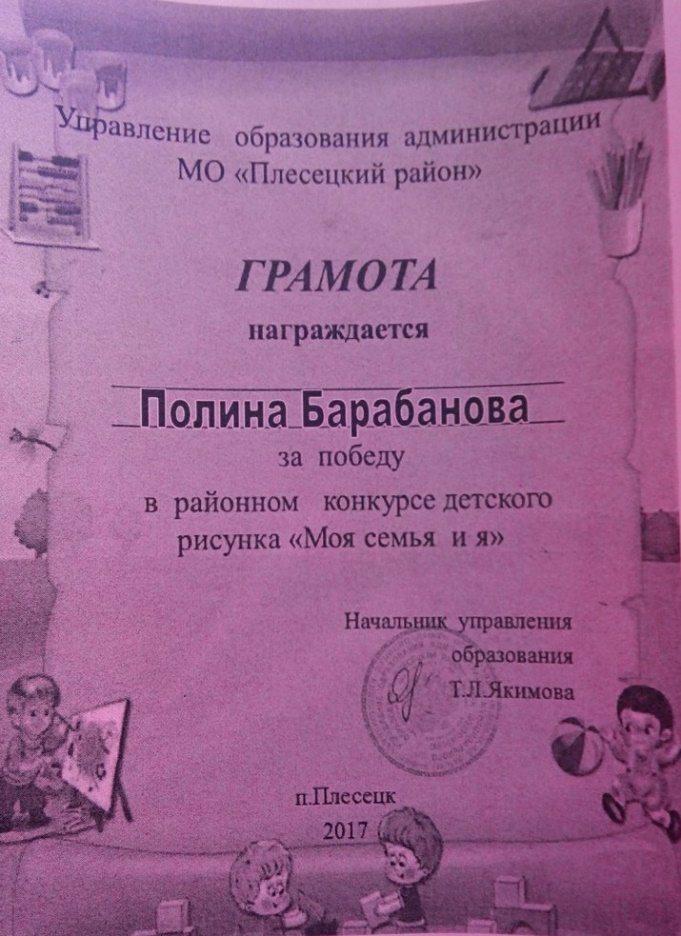 Управление образования администрации
МО «Плесецкий район»
ГРАМОТА
награждается
Полина Барабанова
за победу
в районном конкурсе детского
рисунка «Моя семья и я»
Начальник управления
образования
Т.Л.Якимова
п.Плесецк
2017